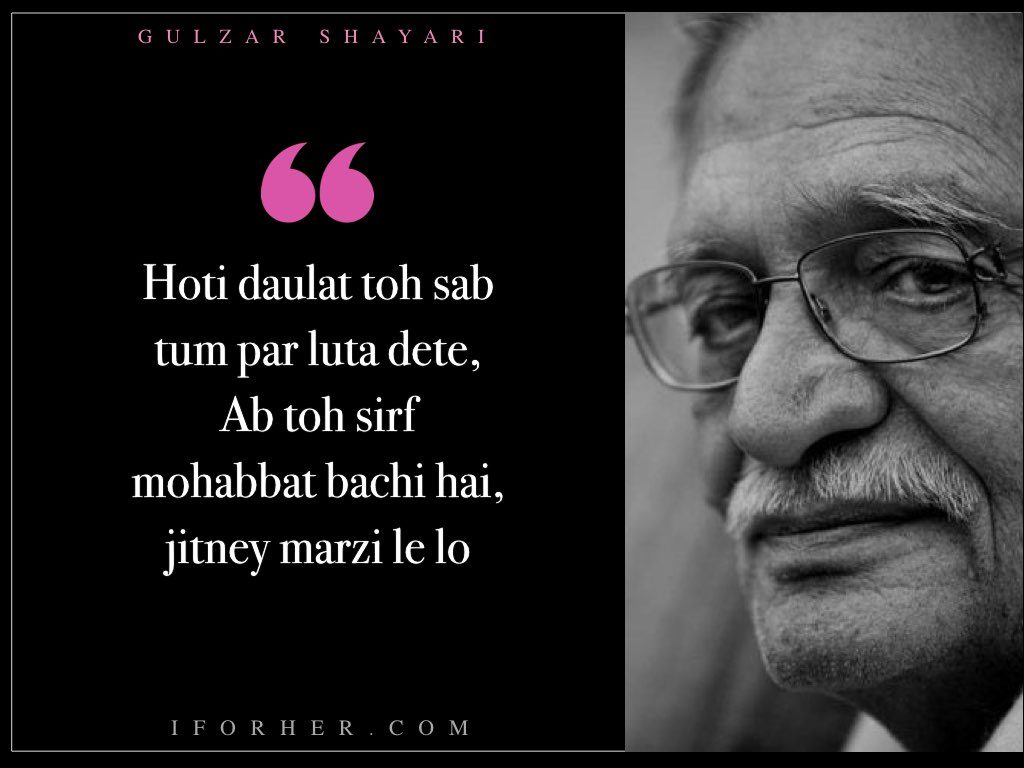 GULZAR SHAYARI
Hoti daulat toh sab
tum par luta dete,
Ab toh sirf
mohabbat bachi hai,
jitney marzi le lo
IFORHER.COM